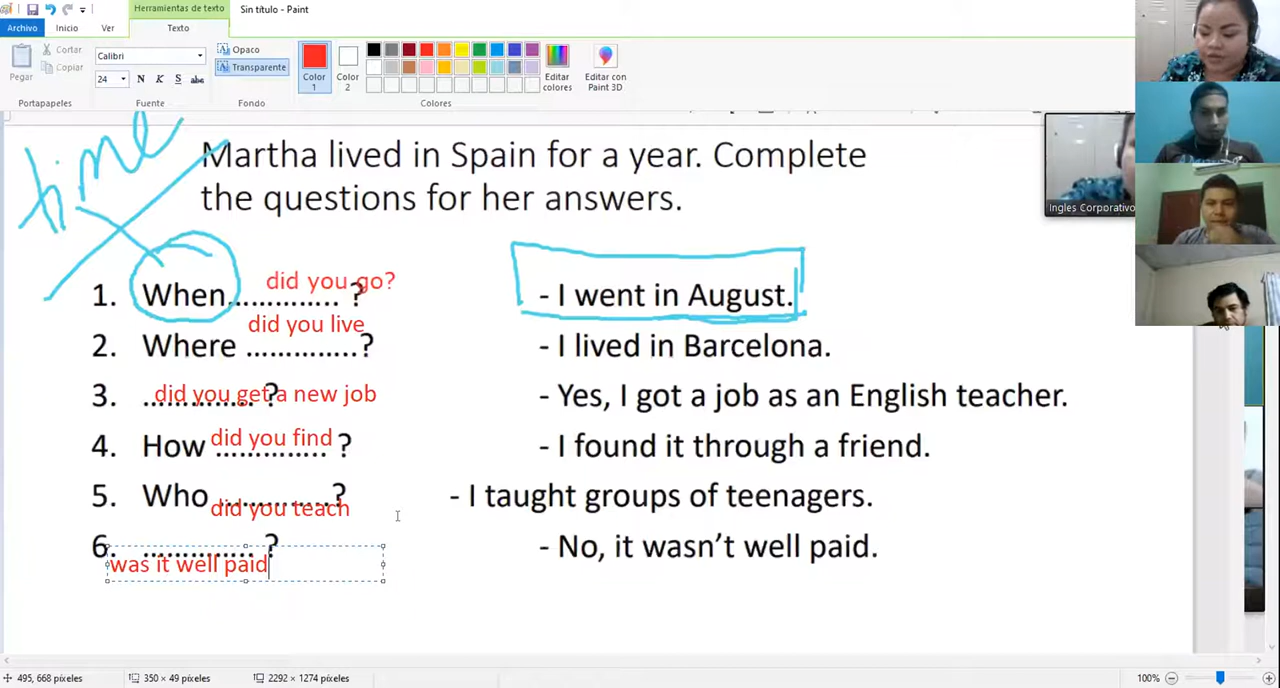 Herramientas de texto
Sin título - Paint
Archivo Inicio Ver Texto
Cortar
Copiar
Pegar
Portapapeles
Calibri
24 N K S abc
Fuente
Opaco
Transparente
Fondo
Color 1
Color 2
Editar colores
Editar con Paint 3D
Colores
time
Martha lived in Spain for a year. Complete
the questions for her answers.
Ingles Corporativo
did you go?
1. When............. ? - I went in August.
did you live
2. Where .............? - I lived in Barcelona.
3. ............. ? - Yes, I got a job as an English teacher.
did you get a new job
4. How ............. ? - I found it through a friend.
did you find
5. Who .............? - I taught groups of teenagers.
did you teach
6. ............. ? - No, it wasn't well paid.
was it well paid
495, 668 píxeles 350 × 49 píxeles 2292 × 1274 píxeles 100%